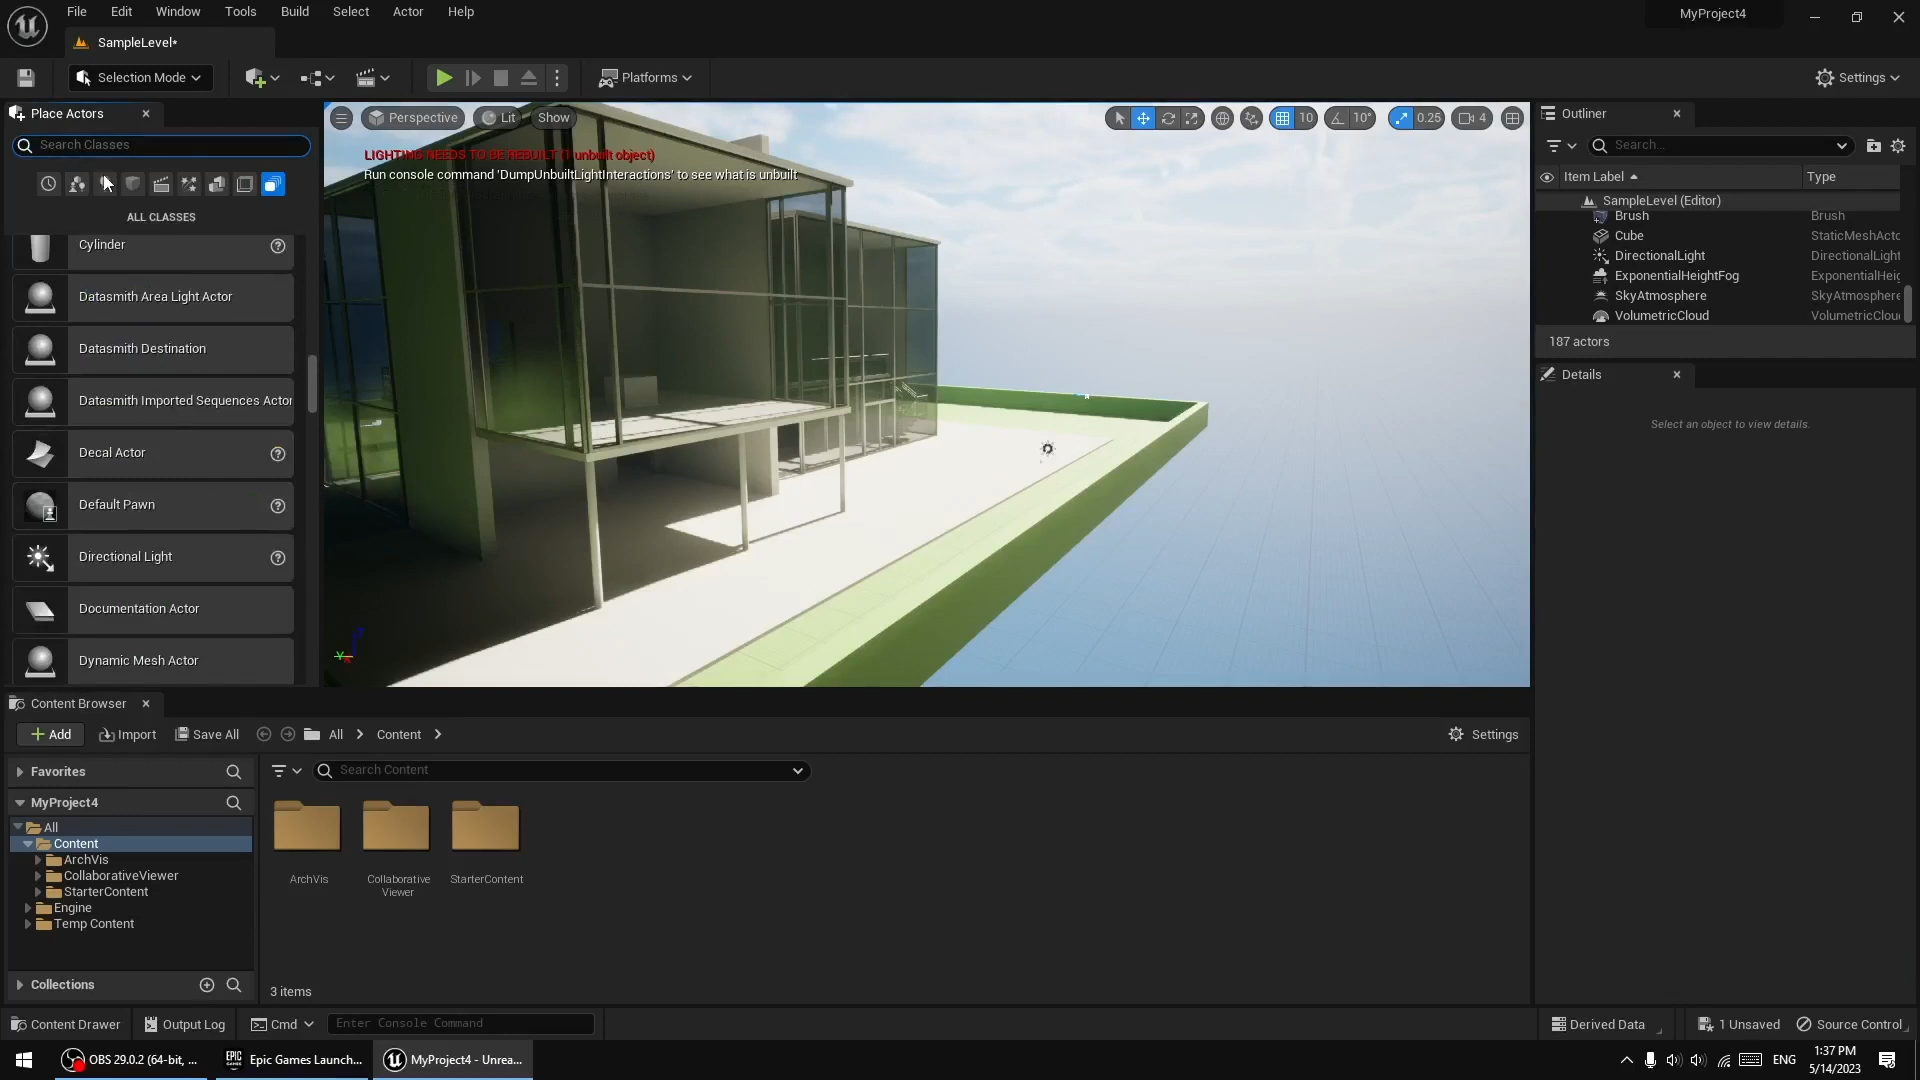 File Edit Window Tools Build Select Actor Help
MyProject4
SampleLevel*
Selection Mode
Platforms
Settings
Place Actors
Search Classes
ALL CLASSES
Cylinder
Datasmith Area Light Actor
Datasmith Destination
Datasmith Imported Sequences Actor
Decal Actor
Default Pawn
Directional Light
Documentation Actor
Dynamic Mesh Actor
Perspective Lit Show
10 10° 0.25 4
LIGHTING NEEDS TO BE REBUILT (1 unbuilt object)
Run console command 'DumpUnbuiltLightInteractions' to see what is unbuilt
Outliner
Search...
Item Label Type
SampleLevel (Editor)
Brush Brush
Cube StaticMeshActo
DirectionalLight DirectionalLight
ExponentialHeightFog ExponentialHeig
SkyAtmosphere SkyAtmosphere
VolumetricCloud VolumetricClou
187 actors
Details
Select an object to view details.
Content Browser
Add Import Save All All Content Settings
Favorites
Search Content
MyProject4
All
Content
ArchVis
CollaborativeViewer
StarterContent
Engine
Temp Content
Collections
ArchVis
Collaborative
Viewer
StarterContent
3 items
Content Drawer Output Log Cmd Enter Console Command Derived Data 1 Unsaved Source Control
OBS 29.0.2 (64-bit, ...
EPIC GAMES
Epic Games Launch...
MyProject4 - Unrea...
ENG
1:37 PM
5/14/2023